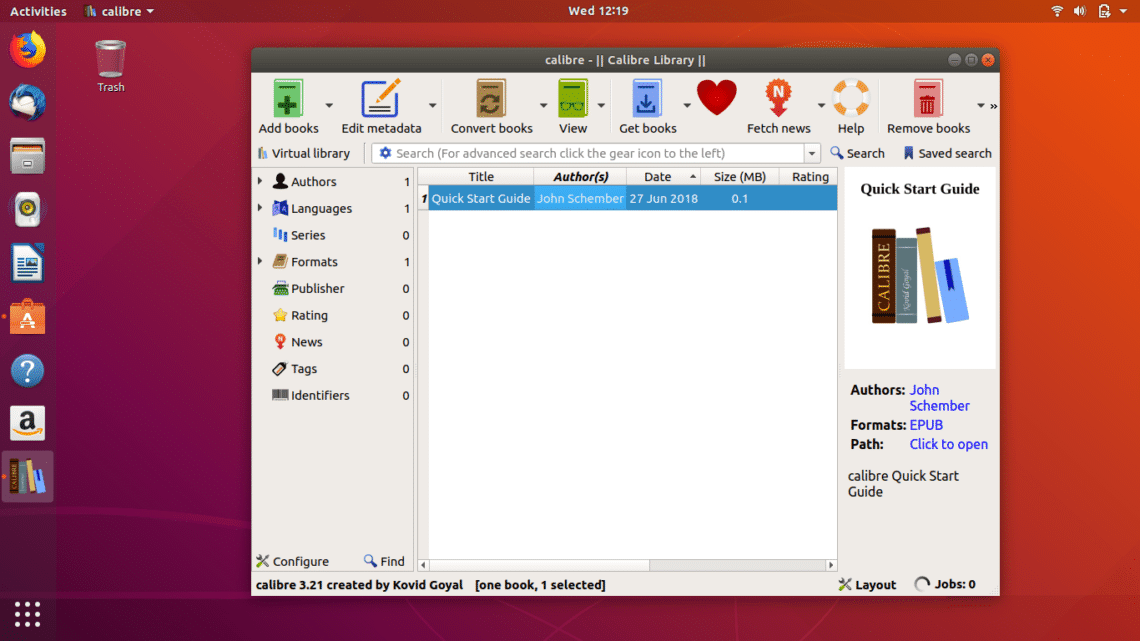 Activities calibre Wed 12:19
Trash
calibre - || Calibre Library ||
Add books Edit metadata Convert books View Get books Fetch news Help Remove books »
N
Virtual library Search (For advanced search click the gear icon to the left) Search Saved search
Authors 1
Languages 1
Series 0
Formats 1
Publisher 0
Rating 0
News 0
Tags 0
Identifiers 0
Title Author(s) Date Size (MB) Rating
1 Quick Start Guide John Schember 27 Jun 2018 0.1
Quick Start Guide
CALIBRE
Kovid Goyal
Authors: John
Schember
Formats: EPUB
Path: Click to open
calibre Quick Start
Guide
Configure Find
calibre 3.21 created by Kovid Goyal [one book, 1 selected] Layout Jobs: 0